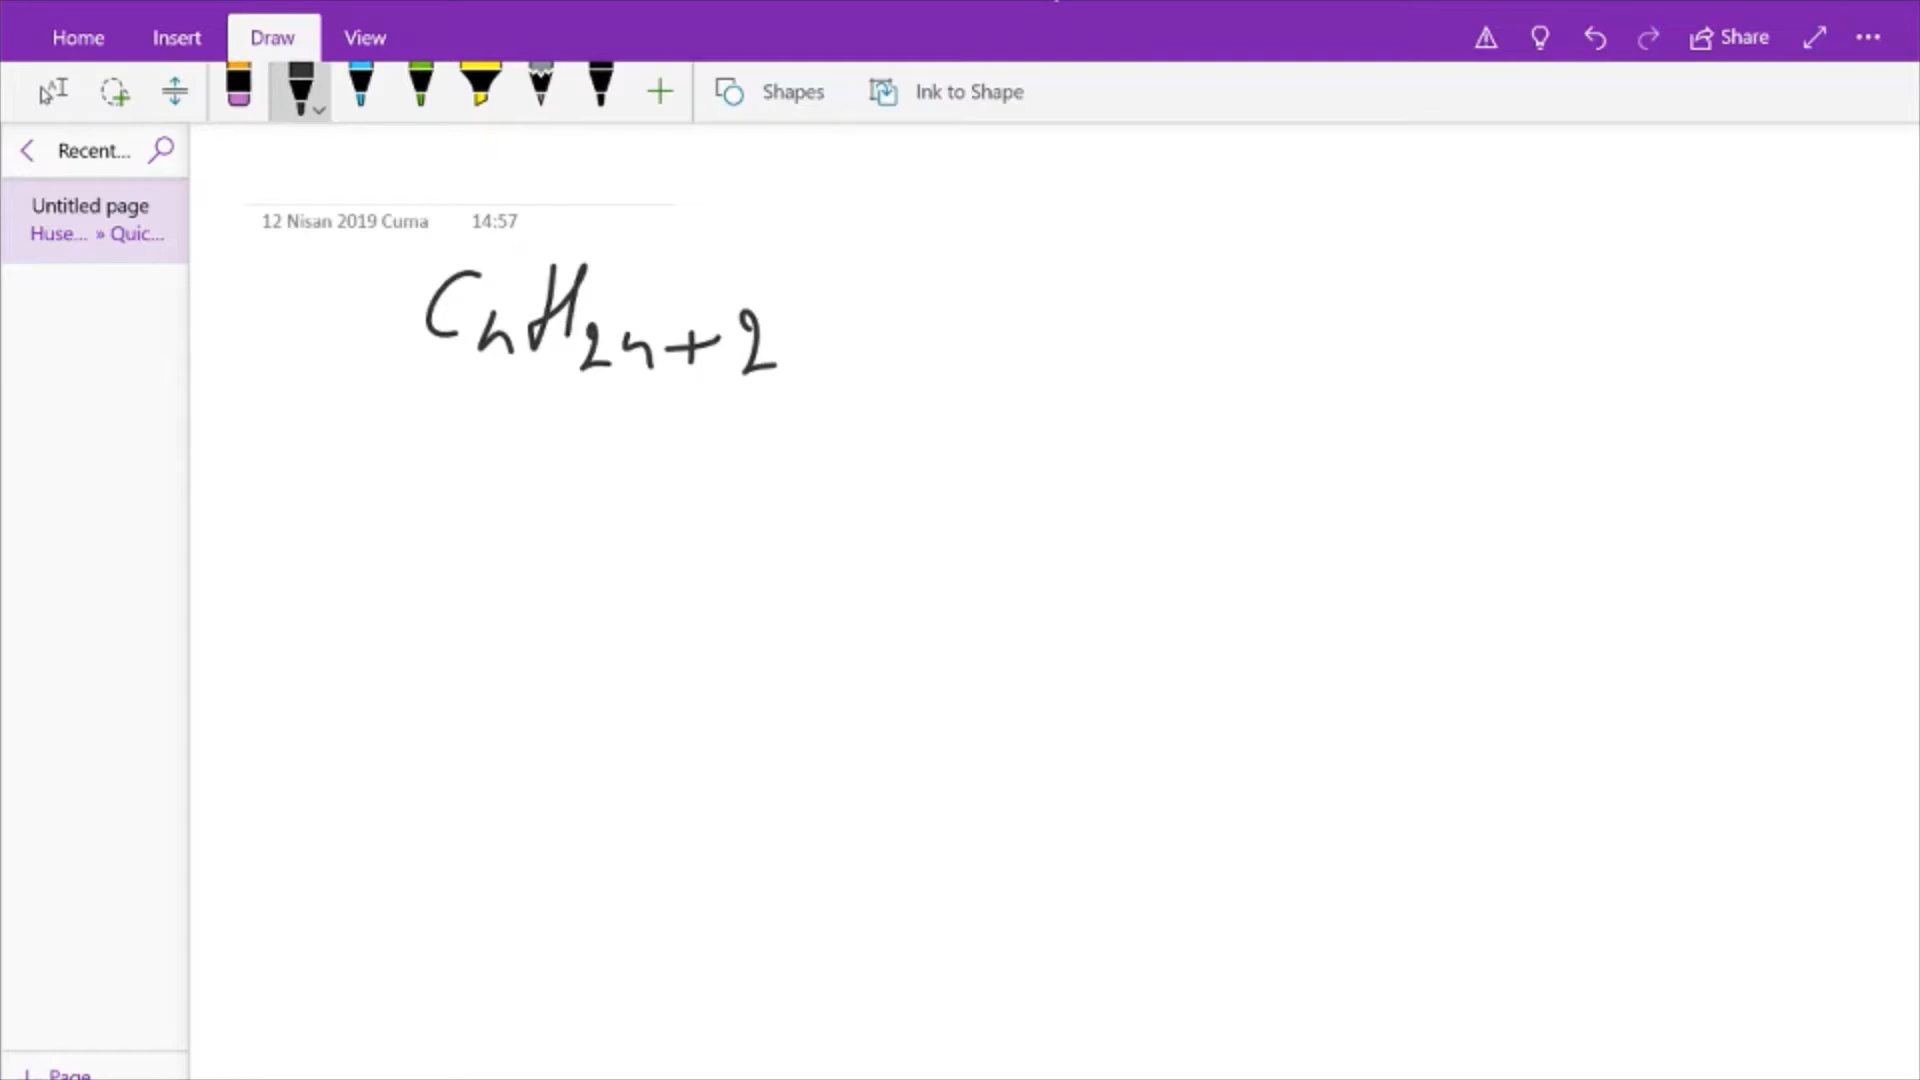 Home Insert Draw View Share
Shapes Ink to Shape
Recent...
Untitled page
Huse... » Quic...
12 Nisan 2019 Cuma 14:57
CnH2n+2
Page